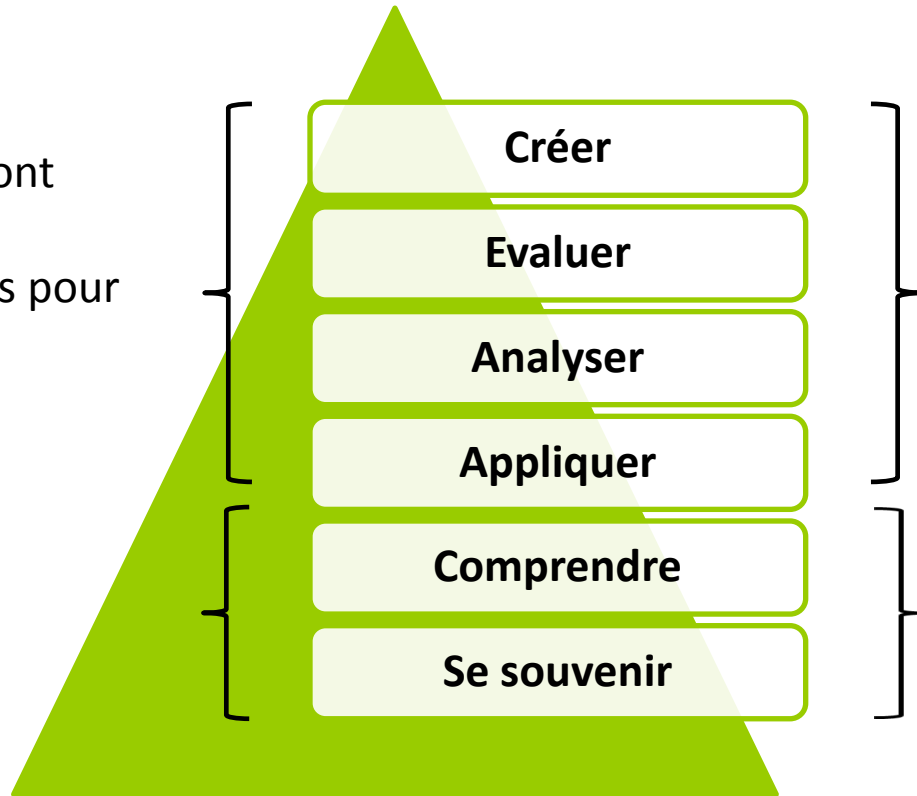 Créer
ont
Evaluer
s pour
Analyser
Appliquer
Comprendre
Se souvenir